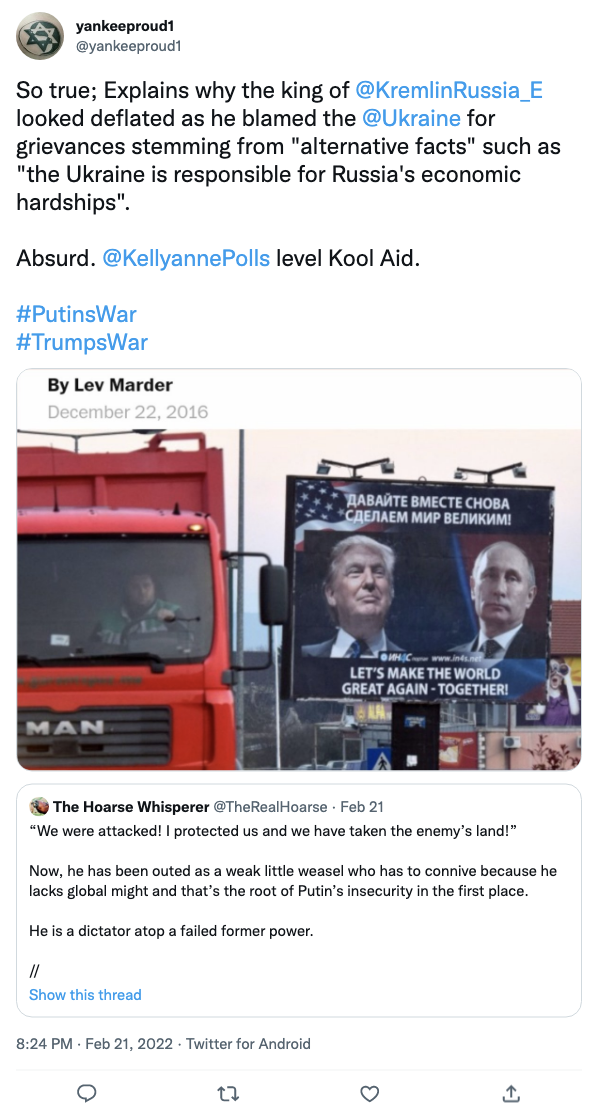 yankeeproud1
@yankeeproud1
So true; Explains why the king of @KremlinRussia_E
looked deflated as he blamed the @Ukraine for
grievances stemming from "alternative facts" such as
"the Ukraine is responsible for Russia's economic
hardships".
Absurd. @KellyannePolls level Kool Aid.
#PutinsWar
#TrumpsWar
By Lev Marder
December 22, 2016
ДАВАЙТЕ ВМЕСТЕ СНОВА
СДЕЛАЕМ МИР ВЕЛИКИМ!
ИН4С www.in4s.net
LET'S MAKE THE WORLD
GREAT AGAIN - TOGETHER!
MAN
The Hoarse Whisperer @TheRealHoarse · Feb 21
“We were attacked! I protected us and we have taken the enemy’s land!”
Now, he has been outed as a weak little weasel who has to connive because he
lacks global might and that’s the root of Putin’s insecurity in the first place.
He is a dictator atop a failed former power.
//
Show this thread
8:24 PM · Feb 21, 2022 · Twitter for Android